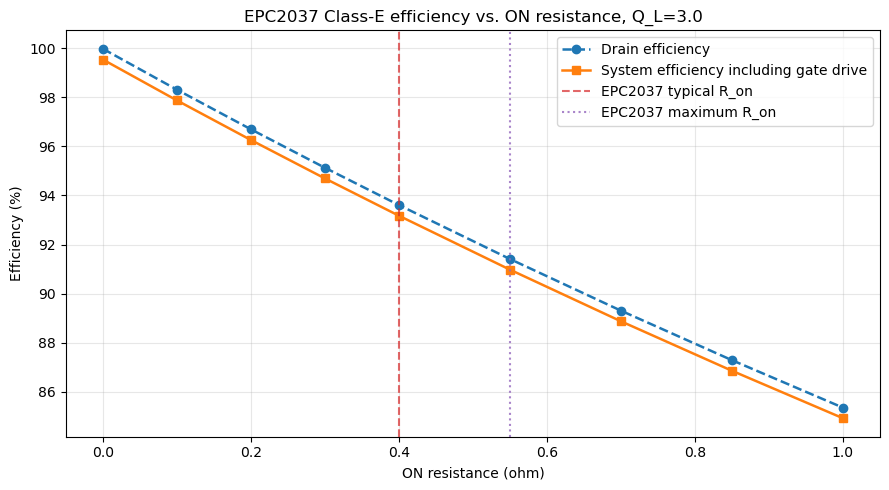 EPC2037 Class-E efficiency vs. ON resistance, Q_L=3.0
Drain efficiency
System efficiency including gate drive
EPC2037 typical R_on
EPC2037 maximum R_on
Efficiency (%)
100
98
96
94
92
90
88
86
0.0 0.2 0.4 0.6 0.8 1.0
ON resistance (ohm)